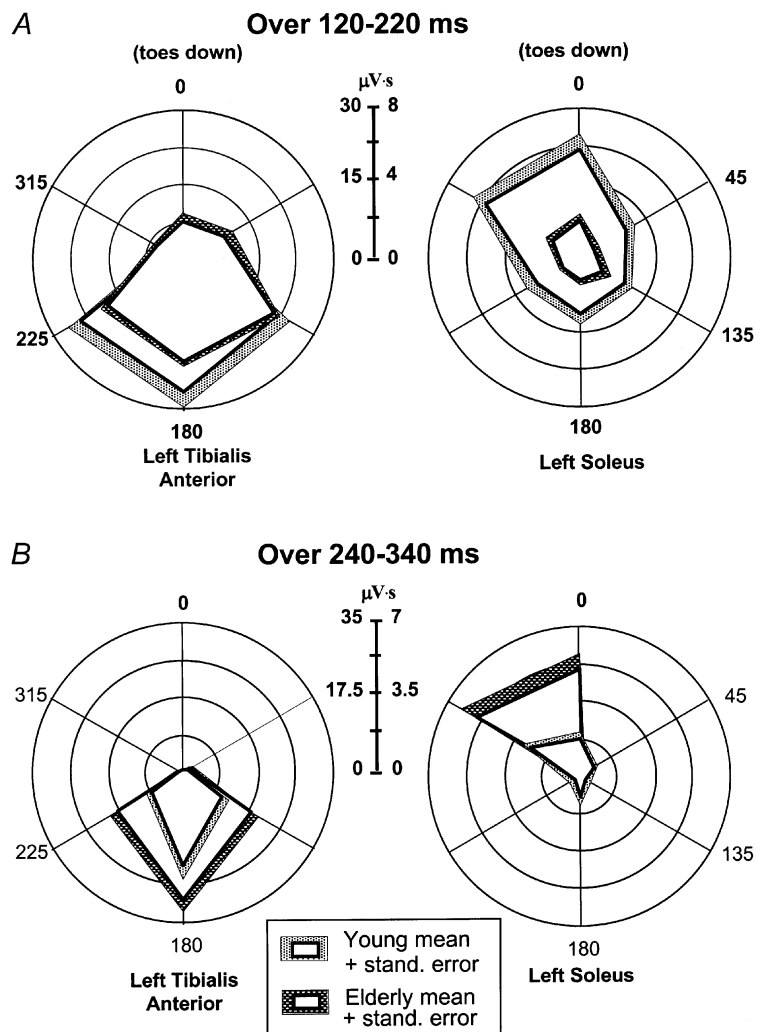 A
Over 120-220 ms
(toes down)
(toes down)
0
0
µV·s
30 8
15 4
0 0
315
45
225
135
180
180
Left Tibialis
Anterior
Left Soleus
B
Over 240-340 ms
0
0
µV·s
35 7
17.5 3.5
0 0
315
45
225
135
180
180
Left Tibialis
Anterior
Left Soleus
Young mean
+ stand. error
Elderly mean
+ stand. error